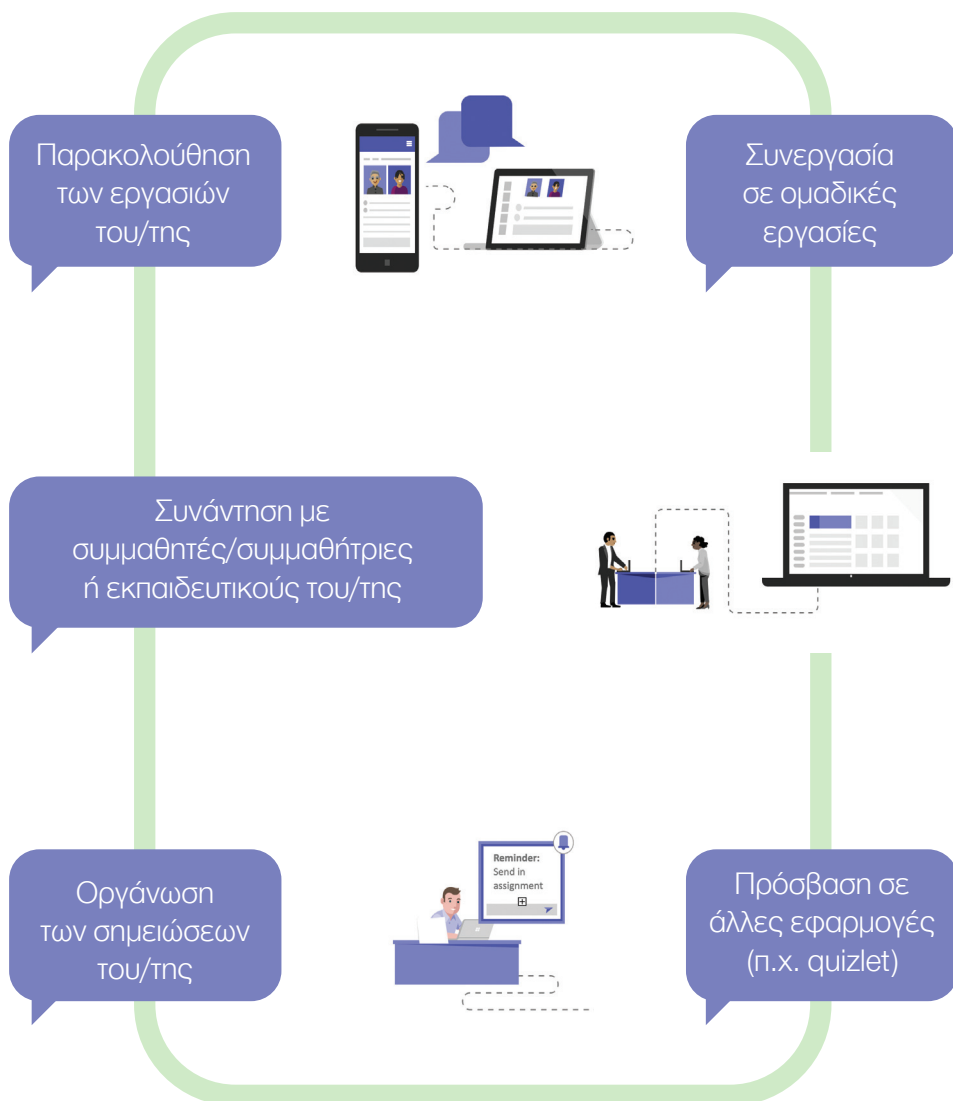 Παρακολούθηση
των εργασιών
του/της
Συνεργασία
σε ομαδικές
εργασίες
Συνάντηση με
συμμαθητές/συμμαθήτριες
ή εκπαιδευτικούς του/της
Reminder:
Send in
assignment
Οργάνωση
των σημειώσεων
του/της
Πρόσβαση σε
άλλες εφαρμογές
(π.χ. quizlet)